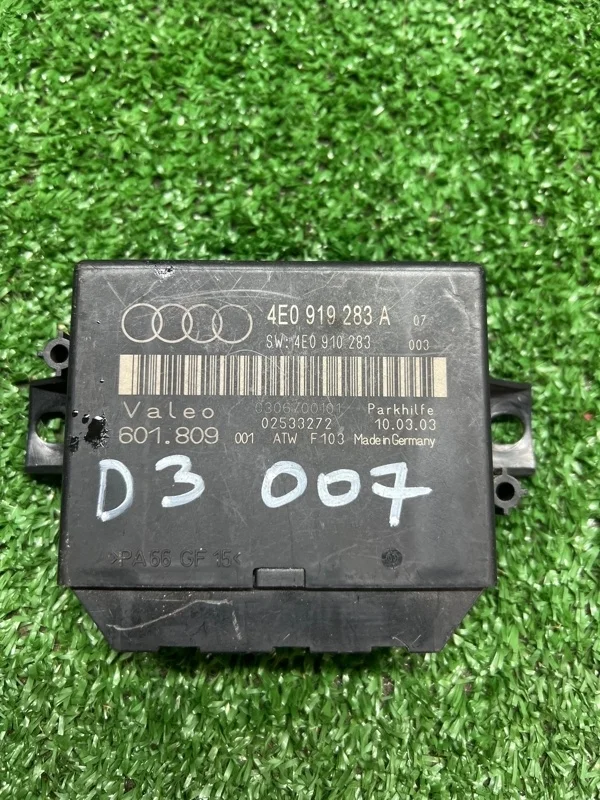 4E0 919 283 A 07
SW: 4E0 910 283 003
Valeo 0306700101 Parkhilfe
02533272 10.03.03
601.809 001 ATW F103 Made in Germany
D3 007
>PA66 GF 15<